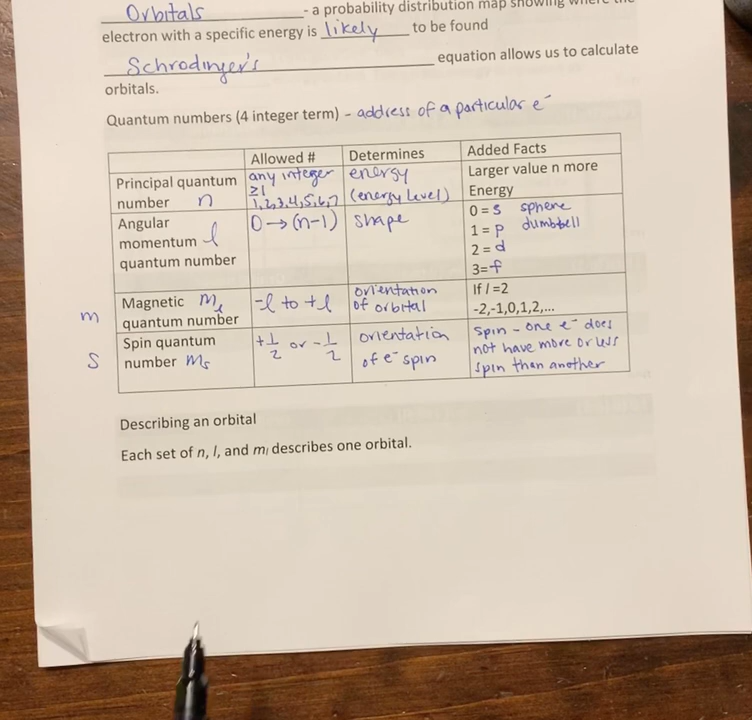 Orbitals - a probability distribution map showing where the
electron with a specific energy is likely to be found
Schrodinger's equation allows us to calculate
orbitals.
Quantum numbers (4 integer term) - address of a particular e⁻
Allowed # Determines Added Facts
Principal quantum number n
any integer ≥1 1,2,3,4,5,6,7
energy (energy level)
Larger value n more Energy
Angular momentum l quantum number
0→(n-1)
shape
0 = s sphere
1 = p dumbbell
2 = d
3=f
m
Magnetic mₗ quantum number
-l to +l
orientation of orbital
If l =2
-2,-1,0,1,2,...
s
Spin quantum number mₛ
+1/2 or -1/2
orientation of e⁻ spin
spin - one e⁻ does not have more or less spin than another
Describing an orbital
Each set of n, l, and mₗ describes one orbital.